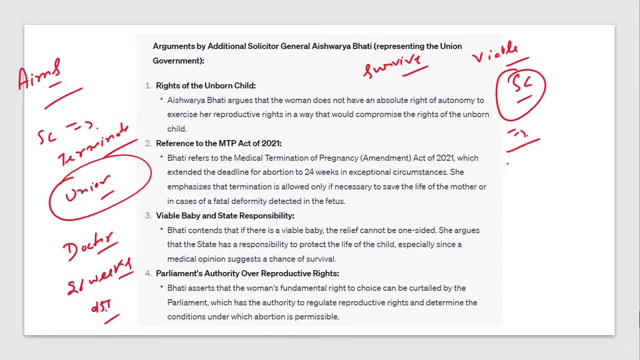 Arguments by Additional Solicitor General Aishwarya Bhati (representing the Union
Government):
survive
viable
SC
=>
1. Rights of the Unborn Child:
• Aishwarya Bhati argues that the woman does not have an absolute right of autonomy to
exercise her reproductive rights in a way that would compromise the rights of the unborn
child.
2. Reference to the MTP Act of 2021:
• Bhati refers to the Medical Termination of Pregnancy (Amendment) Act of 2021, which
extended the deadline for abortion to 24 weeks in exceptional circumstances. She
emphasizes that termination is allowed only if necessary to save the life of the mother or
in cases of a fatal deformity detected in the fetus.
3. Viable Baby and State Responsibility:
• Bhati contends that if there is a viable baby, the relief cannot be one-sided. She argues
that the State has a responsibility to protect the life of the child, especially since a
medical opinion suggests a chance of survival.
4. Parliament's Authority Over Reproductive Rights:
• Bhati asserts that the woman's fundamental right to choice can be curtailed by the
Parliament, which has the authority to regulate reproductive rights and determine the
conditions under which abortion is permissible.
Aiims
SC =>
Terminate
Union
Doctor
26 weeks